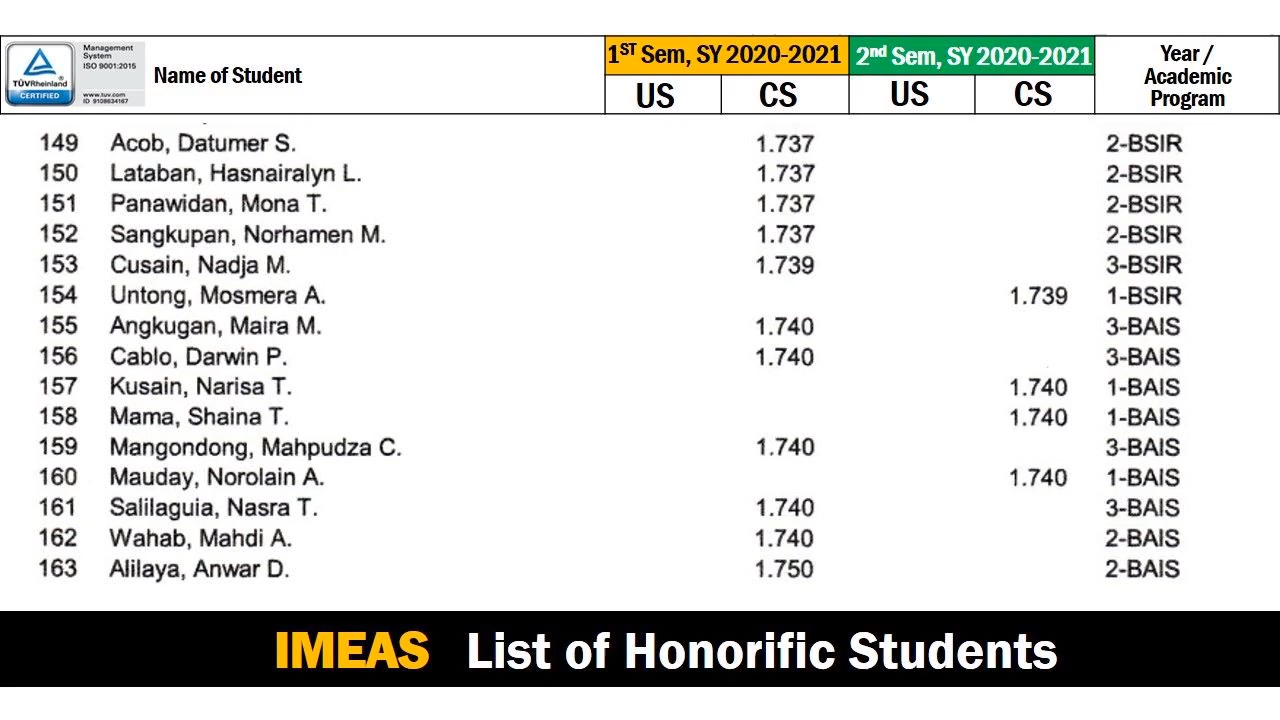 Management
System
ISO 9001:2015
TÜVRheinland®
CERTIFIED
www.tuv.com
ID 9108634167
Name of Student
1ST Sem, SY 2020-2021
2nd Sem, SY 2020-2021
US CS US CS
Year /
Academic
Program
149 Acob, Datumer S. 1.737 2-BSIR
150 Lataban, Hasnairalyn L. 1.737 2-BSIR
151 Panawidan, Mona T. 1.737 2-BSIR
152 Sangkupan, Norhamen M. 1.737 2-BSIR
153 Cusain, Nadja M. 1.739 3-BSIR
154 Untong, Mosmera A. 1.739 1-BSIR
155 Angkugan, Maira M. 1.740 3-BAIS
156 Cablo, Darwin P. 1.740 3-BAIS
157 Kusain, Narisa T. 1.740 1-BAIS
158 Mama, Shaina T. 1.740 1-BAIS
159 Mangondong, Mahpudza C. 1.740 3-BAIS
160 Mauday, Norolain A. 1.740 1-BAIS
161 Salilaguia, Nasra T. 1.740 3-BAIS
162 Wahab, Mahdi A. 1.740 2-BAIS
163 Alilaya, Anwar D. 1.750 2-BAIS
IMEAS List of Honorific Students